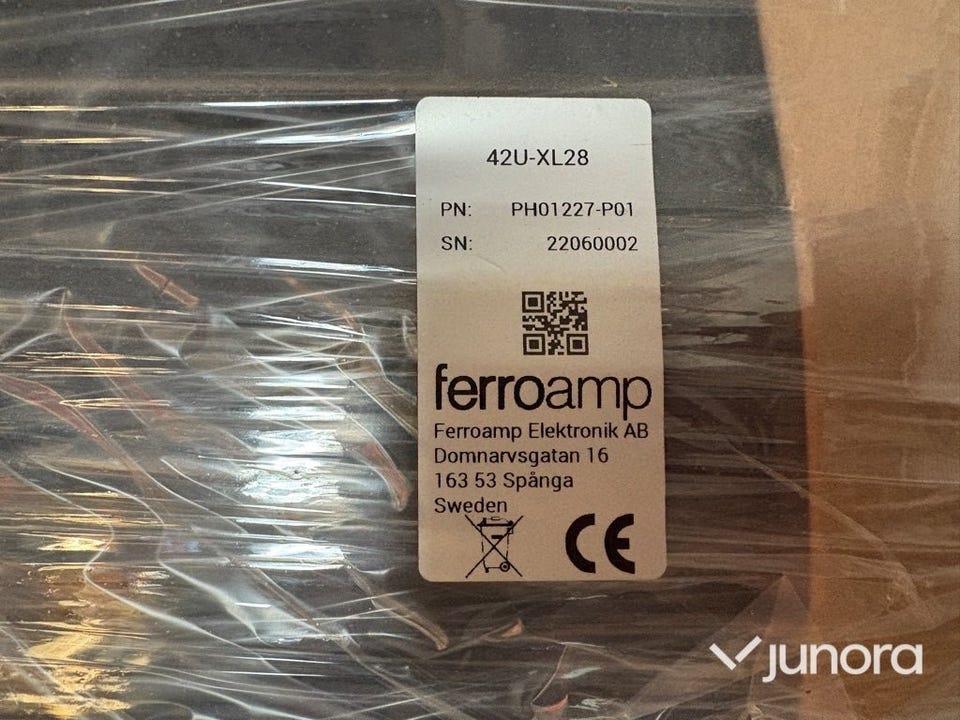 42U-XL28
PN: PH01227-P01
SN: 22060002
ferroamp
Ferroamp Elektronik AB
Domnarvsgatan 16
163 53 Spånga
Sweden
CE
junora